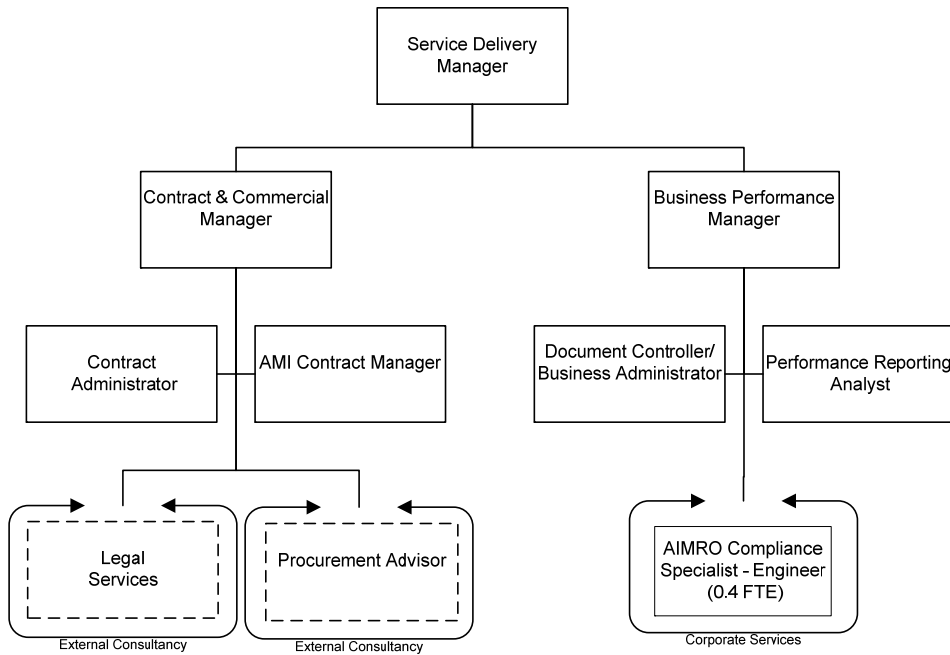 Service Delivery
Manager
Contract & Commercial
Manager
Business Performance
Manager
Contract
Administrator
AMI Contract Manager
Document Controller/
Business Administrator
Performance Reporting
Analyst
Legal
Services
External Consultancy
Procurement Advisor
External Consultancy
AIMRO Compliance
Specialist - Engineer
(0.4 FTE)
Corporate Services